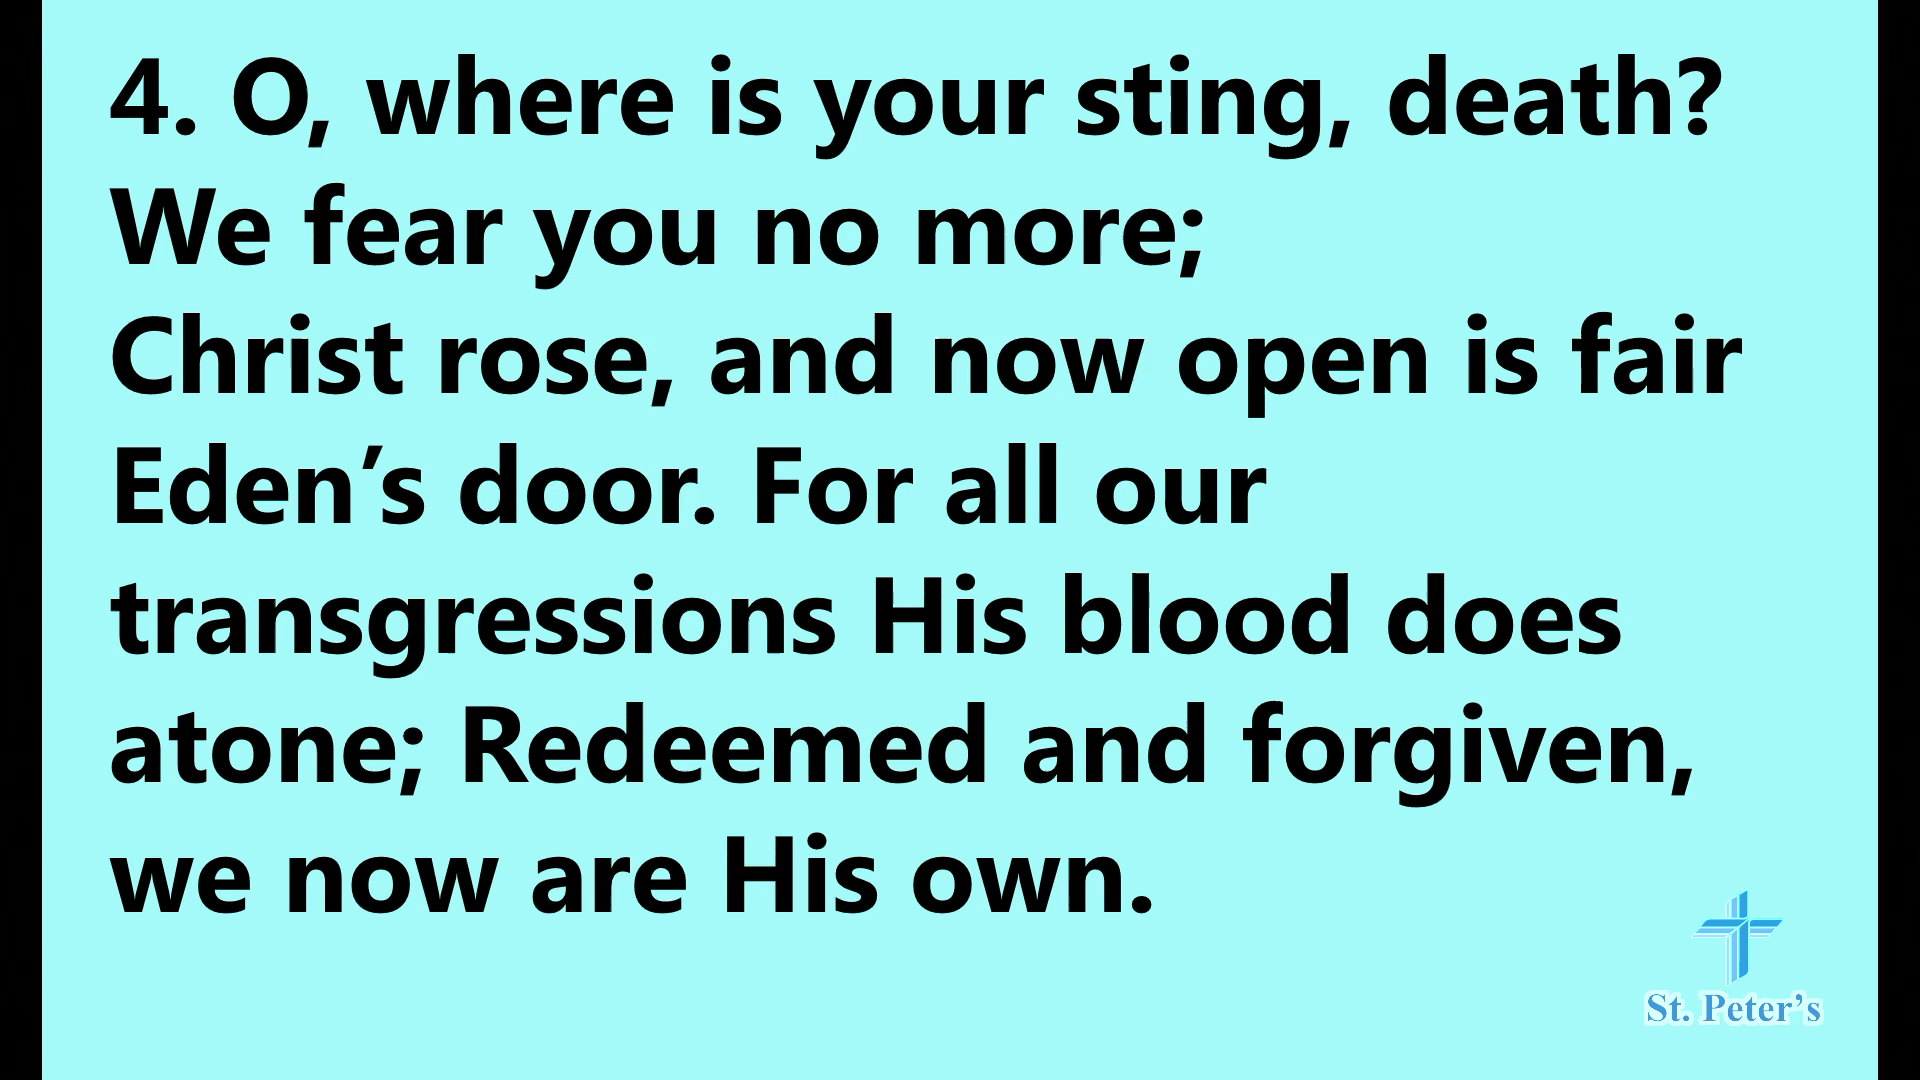 4. O, where is your sting, death?
We fear you no more;
Christ rose, and now open is fair
Eden’s door. For all our
transgressions His blood does
atone; Redeemed and forgiven,
we now are His own.
St. Peter’s